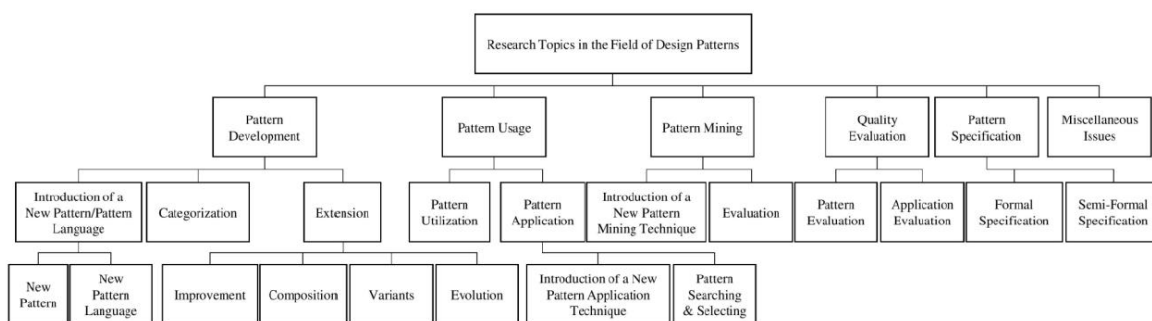 Research Topics in the Field of Design Patterns
Pattern
Development
Pattern Usage
Pattern Mining
Quality
Evaluation
Pattern
Specification
Miscellaneous
Issues
Introduction of a
New Pattern/Pattern
Language
Categorization
Extension
Pattern
Utilization
Pattern
Application
Introduction of a
New Pattern
Mining Technique
Evaluation
Pattern
Evaluation
Application
Evaluation
Formal
Specification
Semi-Formal
Specification
New
Pattern
New
Pattern
Language
Improvement
Composition
Variants
Evolution
Introduction of a New
Pattern Application
Technique
Pattern
Searching
& Selecting